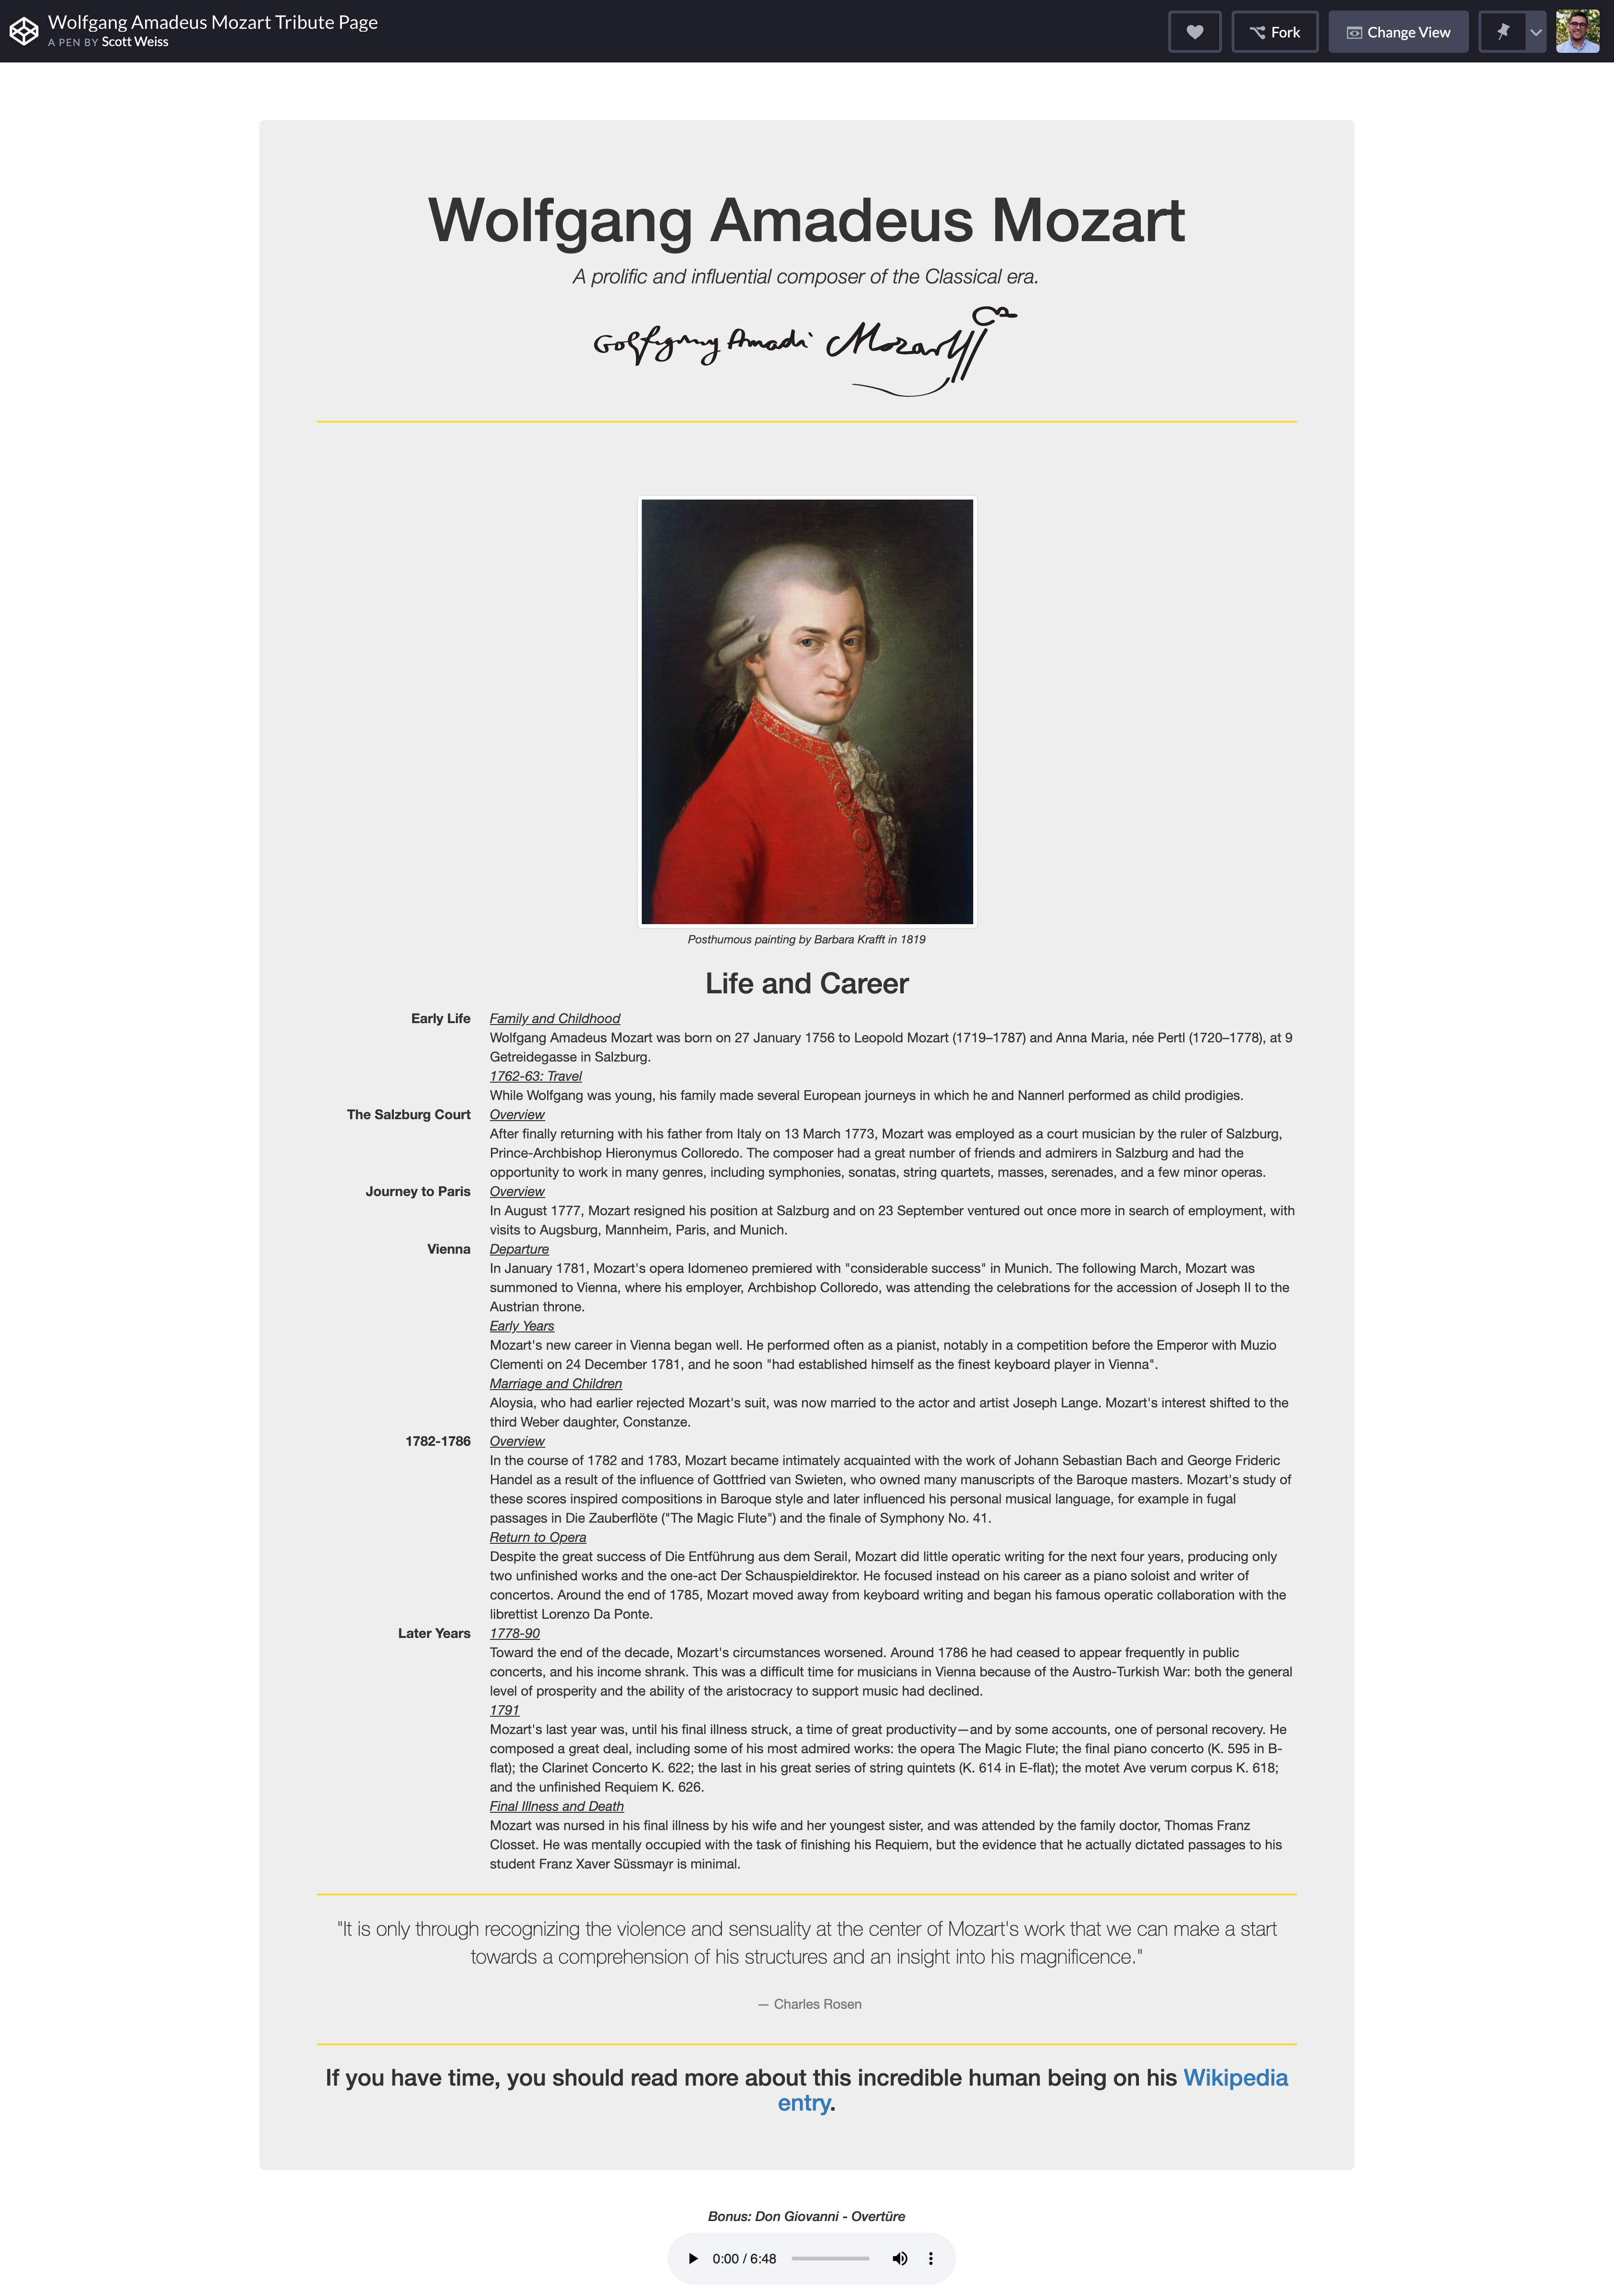 Wolfgang Amadeus Mozart Tribute Page
A PEN BY Scott Weiss
Fork
Change View
Wolfgang Amadeus Mozart
A prolific and influential composer of the Classical era.
Posthumous painting by Barbara Krafft in 1819
Life and Career
Early Life
Family and Childhood
Wolfgang Amadeus Mozart was born on 27 January 1756 to Leopold Mozart (1719–1787) and Anna Maria, née Pertl (1720–1778), at 9
Getreidegasse in Salzburg.
1762-63: Travel
While Wolfgang was young, his family made several European journeys in which he and Nannerl performed as child prodigies.
The Salzburg Court
Overview
After finally returning with his father from Italy on 13 March 1773, Mozart was employed as a court musician by the ruler of Salzburg,
Prince-Archbishop Hieronymus Colloredo. The composer had a great number of friends and admirers in Salzburg and had the
opportunity to work in many genres, including symphonies, sonatas, string quartets, masses, serenades, and a few minor operas.
Journey to Paris
Overview
In August 1777, Mozart resigned his position at Salzburg and on 23 September ventured out once more in search of employment, with
visits to Augsburg, Mannheim, Paris, and Munich.
Vienna
Departure
In January 1781, Mozart's opera Idomeneo premiered with "considerable success" in Munich. The following March, Mozart was
summoned to Vienna, where his employer, Archbishop Colloredo, was attending the celebrations for the accession of Joseph II to the
Austrian throne.
Early Years
Mozart's new career in Vienna began well. He performed often as a pianist, notably in a competition before the Emperor with Muzio
Clementi on 24 December 1781, and he soon "had established himself as the finest keyboard player in Vienna".
Marriage and Children
Aloysia, who had earlier rejected Mozart's suit, was now married to the actor and artist Joseph Lange. Mozart's interest shifted to the
third Weber daughter, Constanze.
1782-1786
Overview
In the course of 1782 and 1783, Mozart became intimately acquainted with the work of Johann Sebastian Bach and George Frideric
Handel as a result of the influence of Gottfried van Swieten, who owned many manuscripts of the Baroque masters. Mozart's study of
these scores inspired compositions in Baroque style and later influenced his personal musical language, for example in fugal
passages in Die Zauberflöte ("The Magic Flute") and the finale of Symphony No. 41.
Return to Opera
Despite the great success of Die Entführung aus dem Serail, Mozart did little operatic writing for the next four years, producing only
two unfinished works and the one-act Der Schauspieldirektor. He focused instead on his career as a piano soloist and writer of
concertos. Around the end of 1785, Mozart moved away from keyboard writing and began his famous operatic collaboration with the
librettist Lorenzo Da Ponte.
Later Years
1778-90
Toward the end of the decade, Mozart's circumstances worsened. Around 1786 he had ceased to appear frequently in public
concerts, and his income shrank. This was a difficult time for musicians in Vienna because of the Austro-Turkish War: both the general
level of prosperity and the ability of the aristocracy to support music had declined.
1791
Mozart's last year was, until his final illness struck, a time of great productivity—and by some accounts, one of personal recovery. He
composed a great deal, including some of his most admired works: the opera The Magic Flute; the final piano concerto (K. 595 in B-
flat); the Clarinet Concerto K. 622; the last in his great series of string quintets (K. 614 in E-flat); the motet Ave verum corpus K. 618;
and the unfinished Requiem K. 626.
Final Illness and Death
Mozart was nursed in his final illness by his wife and her youngest sister, and was attended by the family doctor, Thomas Franz
Closset. He was mentally occupied with the task of finishing his Requiem, but the evidence that he actually dictated passages to his
student Franz Xaver Süssmayr is minimal.
"It is only through recognizing the violence and sensuality at the center of Mozart's work that we can make a start
towards a comprehension of his structures and an insight into his magnificence."
— Charles Rosen
If you have time, you should read more about this incredible human being on his Wikipedia
entry.
Bonus: Don Giovanni - Overtüre
0:00 / 6:48